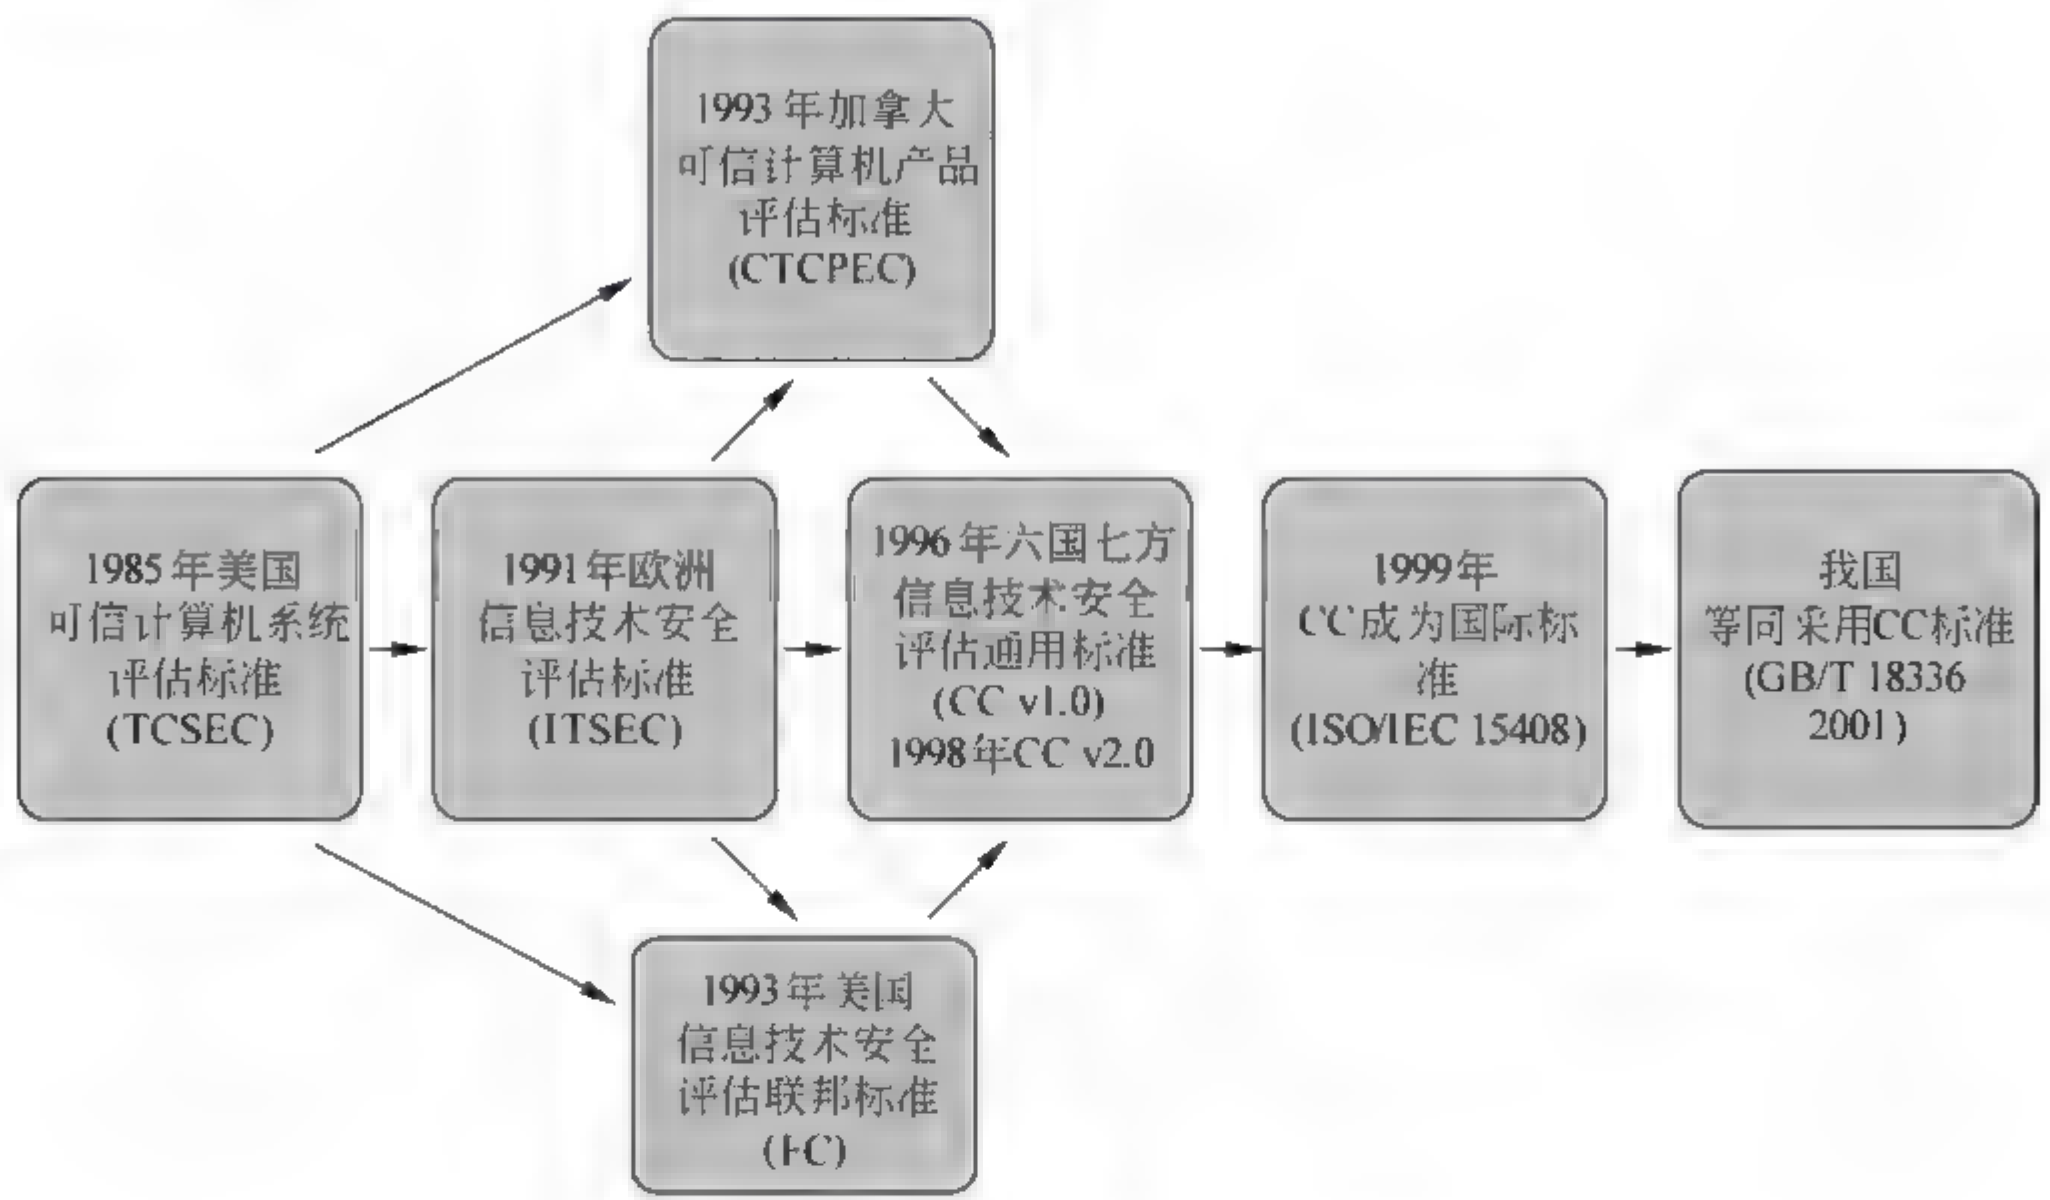 1993年加拿大
可信计算机产品
评估标准
(CTCPEC)
1985年美国
可信计算机系统
评估标准
(TCSEC)
1991年欧洲
信息技术安全
评估标准
(ITSEC)
1996年六国七方
信息技术安全
评估通用标准
(CC v1.0)
1998年CC v2.0
1999年
CC成为国际标
准
(ISO/IEC 15408)
我国
等同采用CC标准
(GB/T 18336
2001)
1993年美国
信息技术安全
评估联邦标准
(FC)